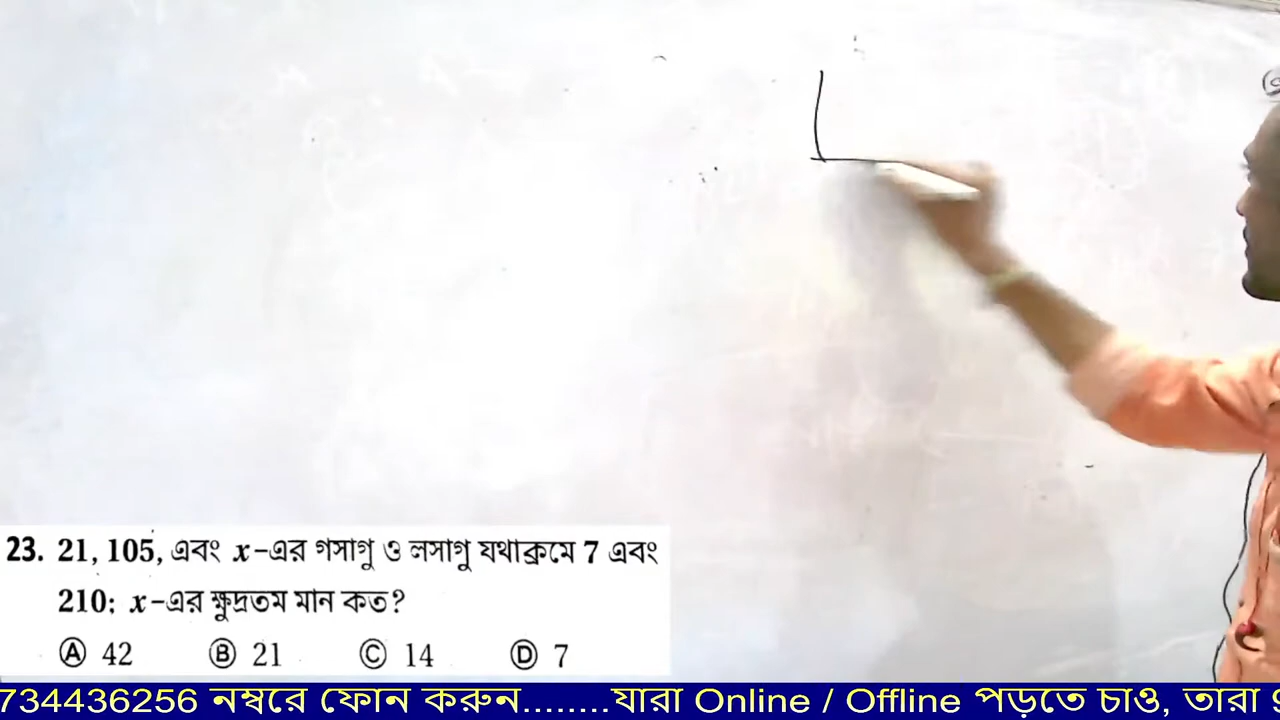 23. 21, 105, এবং x-এর গসাগু ও লসাগু যথাক্রমে 7 এবং
210; x-এর ক্ষুদ্রতম মান কত?
Ⓐ 42 Ⓑ 21 Ⓒ 14 Ⓓ 7
734436256 নম্বরে ফোন করুন........যারা Online / Offline পড়তে চাও, তারা